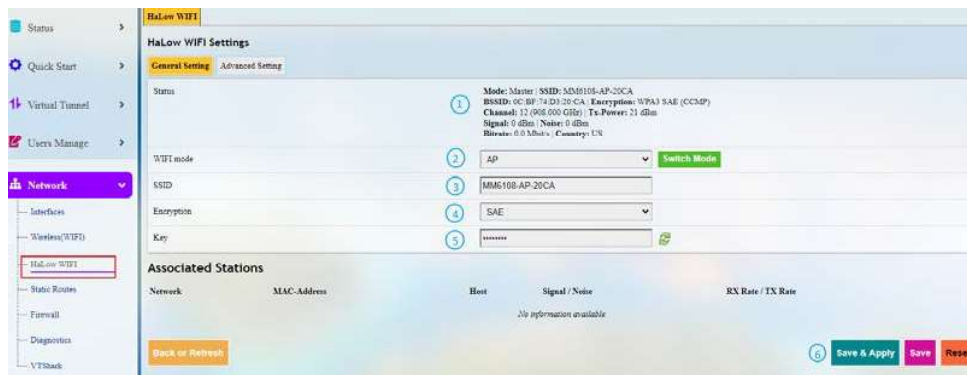 HaLow WIFI
Status
HaLow WIFI Settings
Quick Start
General Setting Advanced Setting
Virtual Tunnel
Users Manage
Status
1
Mode: Master | SSID: MM6108-AP-20CA
BSSID: 0C:BF:74:D3:20:CA | Encryption: WPA3 SAE (CCMP)
Channel: 12 (908.000 GHz) | Tx-Power: 21 dBm
Signal: 0 dBm | Noise: 0 dBm
Bitrate: 0.0 Mbit/s | Country: US
WIFI mode 2 AP Switch Mode
Network
SSID 3 MM6108-AP-20CA
Interfaces
Encryption 4 SAE
Wireless(WIFI)
Key 5 ••••••••
HaLow WIFI
Associated Stations
Static Routes
Network MAC-Address Host Signal / Noise RX Rate / TX Rate
Firewall
No information available
Diagnostics
Back or Refresh 6 Save & Apply Save Rese
VTShark